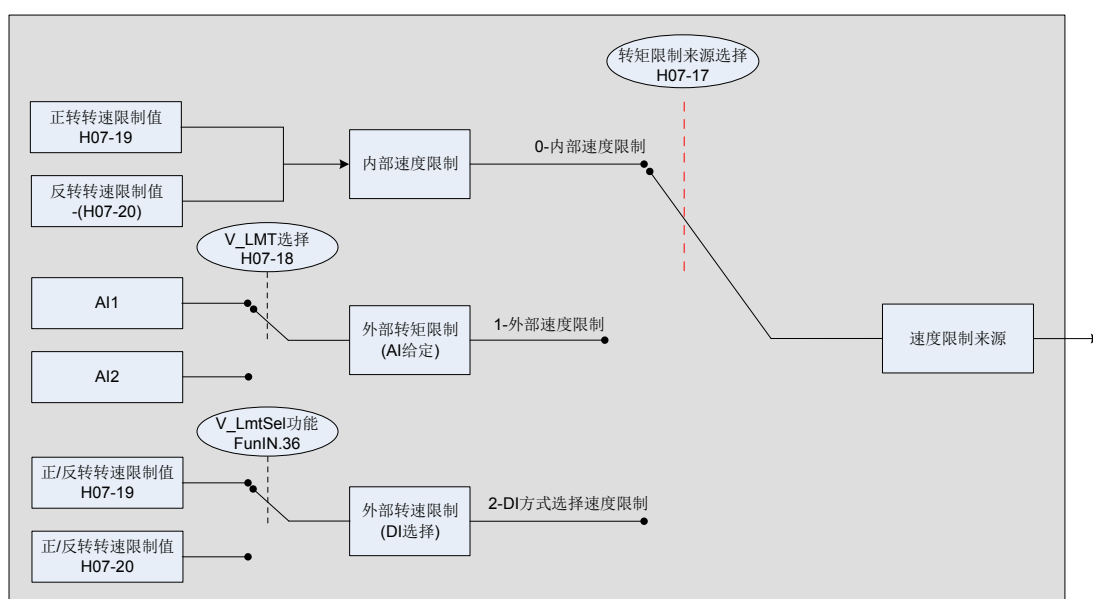 转矩限制来源选择
H07-17
正转转速限制值
H07-19
内部速度限制
0-内部速度限制
反转转速限制值
-(H07-20)
V_LMT选择
H07-18
AI1
外部转矩限制
(AI给定)
1-外部速度限制
速度限制来源
AI2
V_LmtSel功能
FunIN.36
正/反转转速限制值
H07-19
外部转速限制
(DI选择)
2-DI方式选择速度限制
正/反转转速限制值
H07-20